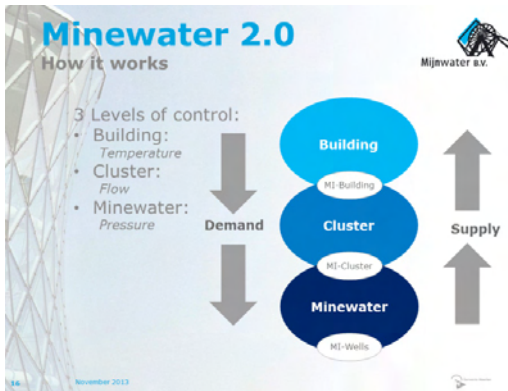 Minewater 2.0
How it works
Mijnwater B.V.
3 Levels of control:
• Building:
Temperature
• Cluster:
Flow
• Minewater:
Pressure
Demand
Building
MI-Building
Cluster
MI-Cluster
Minewater
MI-Wells
Supply
16
November 2013